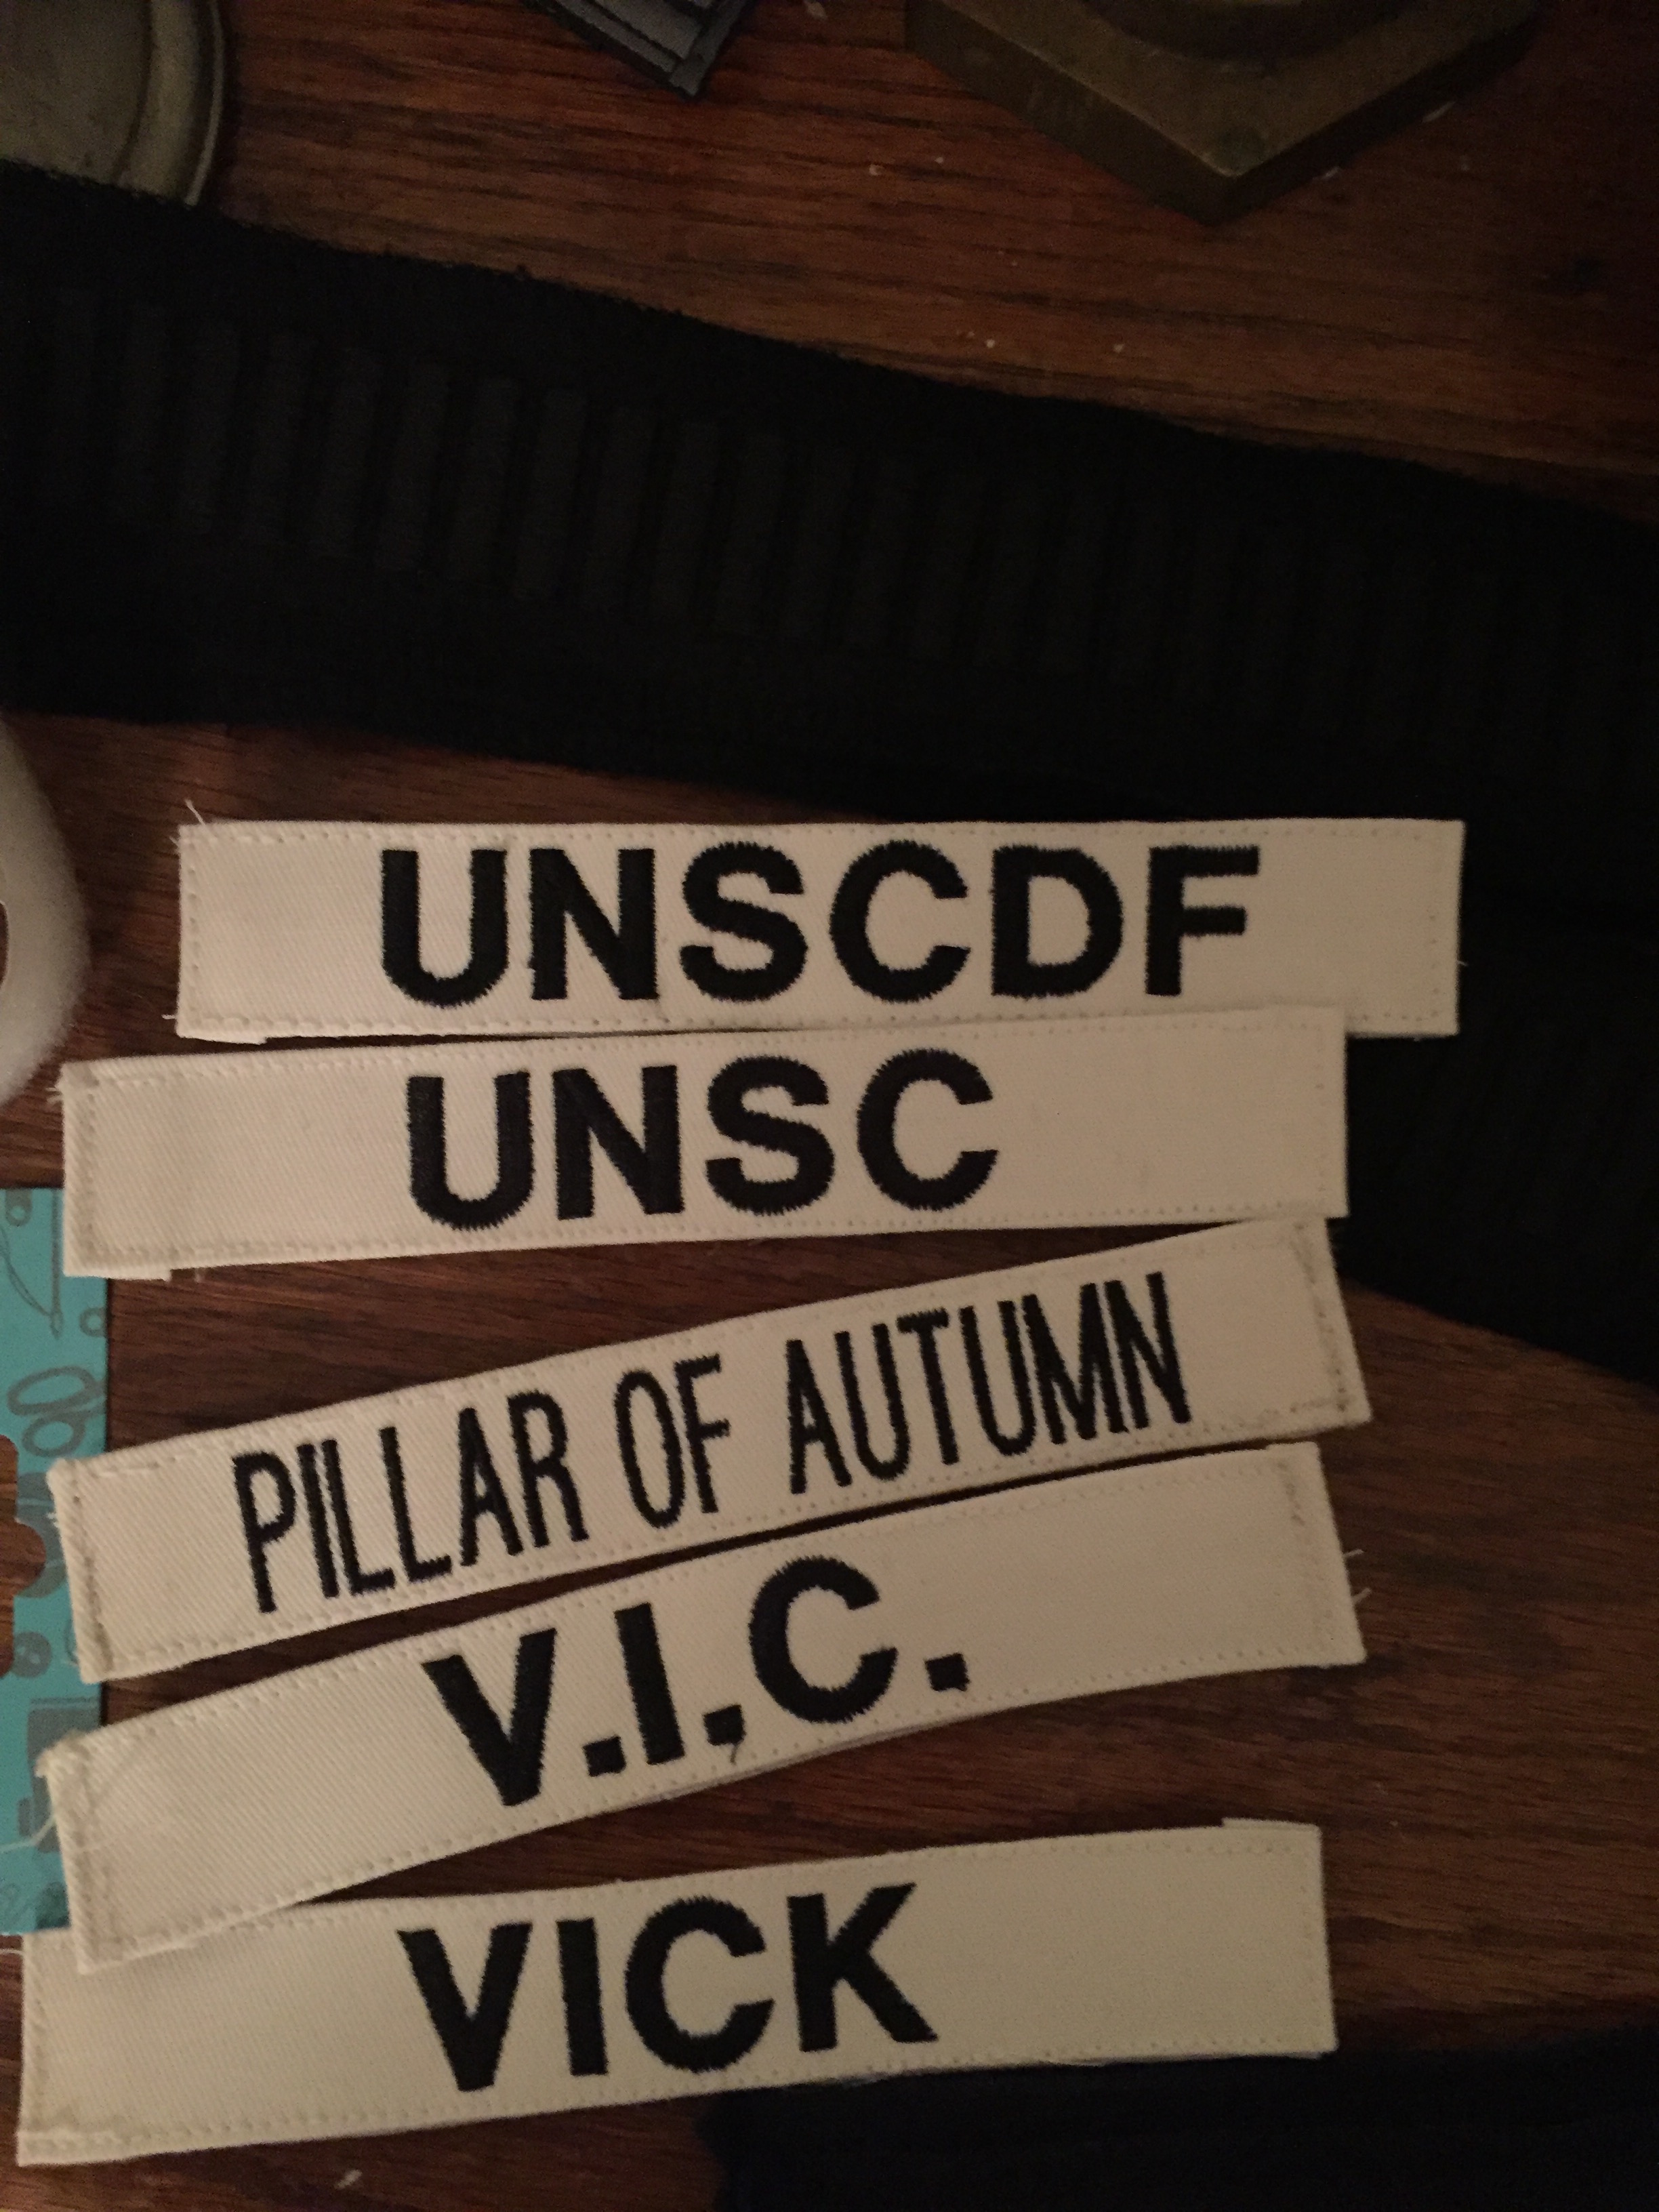 UNSCDF
UNSC
PILLAR OF AUTUMN
V.I.C.
VICK